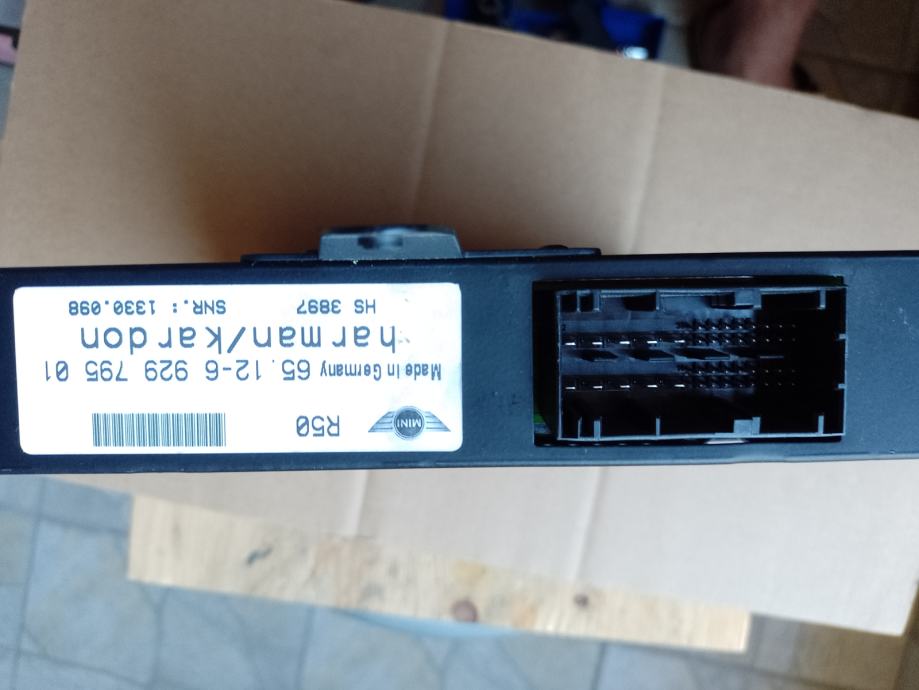 MINI
R50
Made In Germany 65.12-6 929 795 01
harman/kardon
HS 3897 SNR.: 1330.098